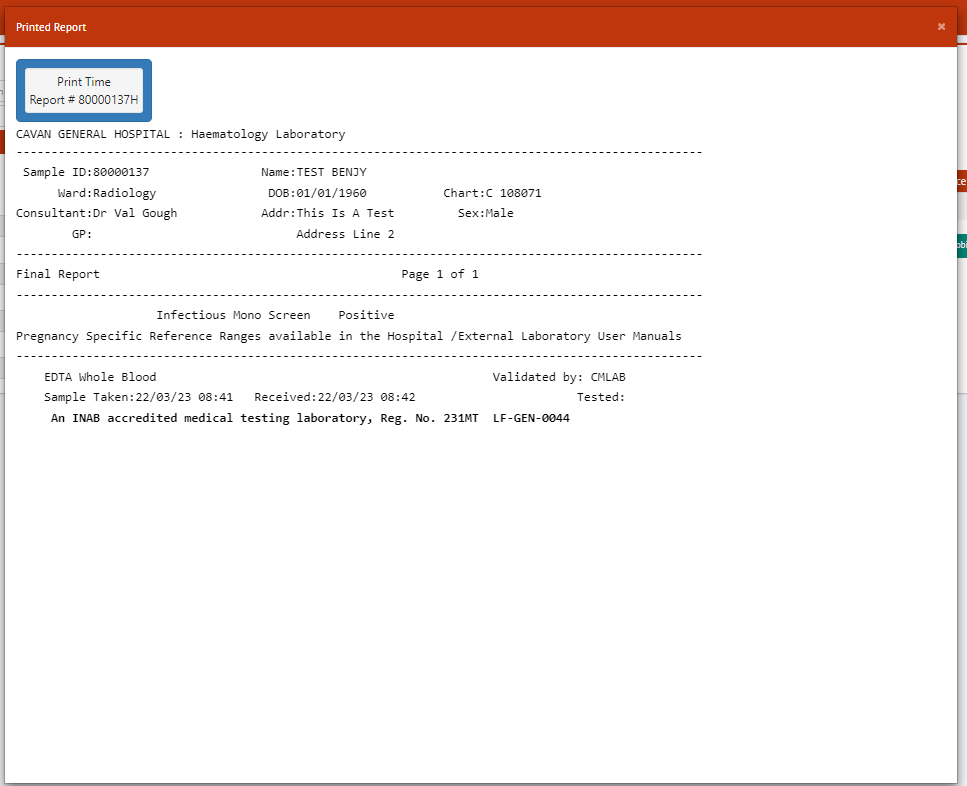 Printed Report
×
Print Time
Report # 80000137H
CAVAN GENERAL HOSPITAL : Haematology Laboratory
--------------------------------------------------------------------------------------------------
Sample ID:80000137 Name:TEST BENJY
Ward:Radiology DOB:01/01/1960 Chart:C 108071
Consultant:Dr Val Gough Addr:This Is A Test Sex:Male
GP: Address Line 2
--------------------------------------------------------------------------------------------------
Final Report Page 1 of 1
--------------------------------------------------------------------------------------------------
Infectious Mono Screen Positive
Pregnancy Specific Reference Ranges available in the Hospital /External Laboratory User Manuals
--------------------------------------------------------------------------------------------------
EDTA Whole Blood Validated by: CMLAB
Sample Taken:22/03/23 08:41 Received:22/03/23 08:42 Tested:
An INAB accredited medical testing laboratory, Reg. No. 231MT LF-GEN-0044